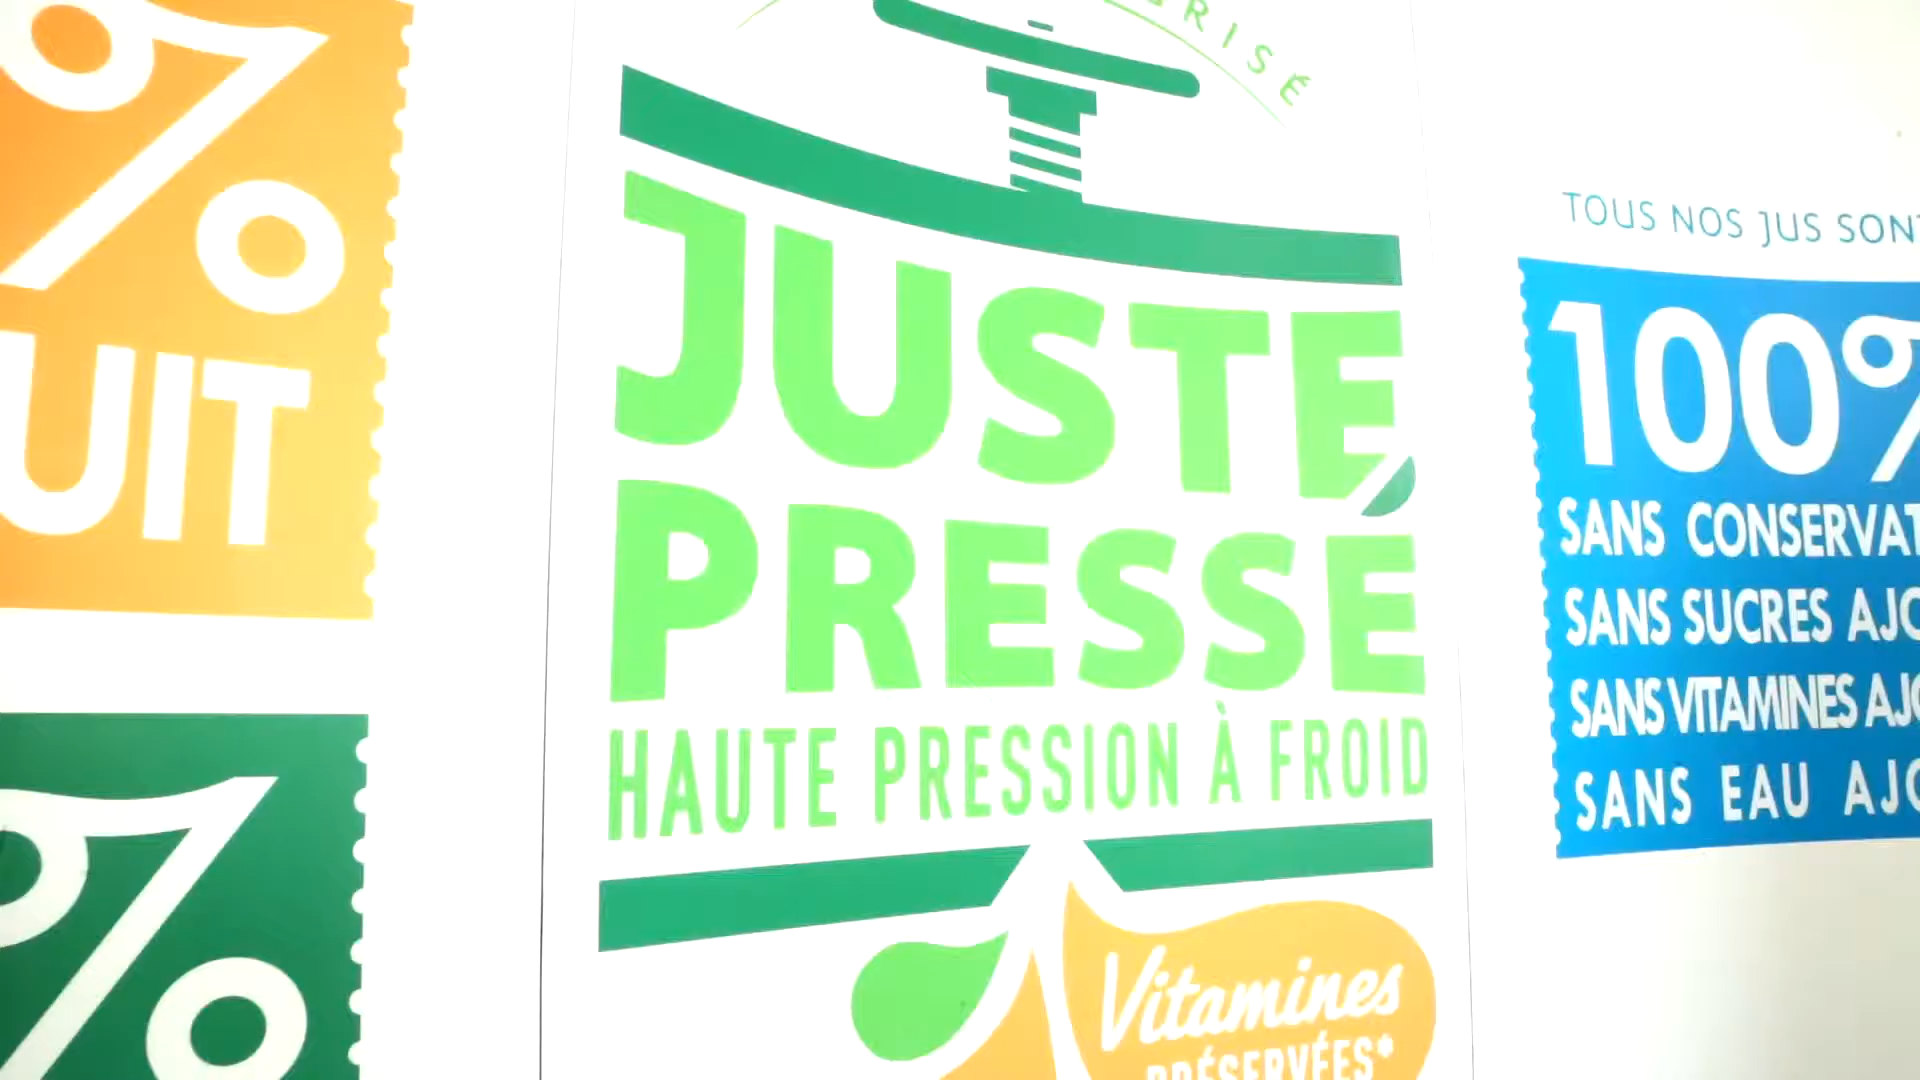 %
UIT
%
JUSTE
PRESSÉ
HAUTE PRESSION À FROID
Vitamines
PRÉSERVÉES*
TOUS NOS JUS SONT
100%
SANS CONSERVAT
SANS SUCRES AJO
SANS VITAMINES AJO
SANS EAU AJO